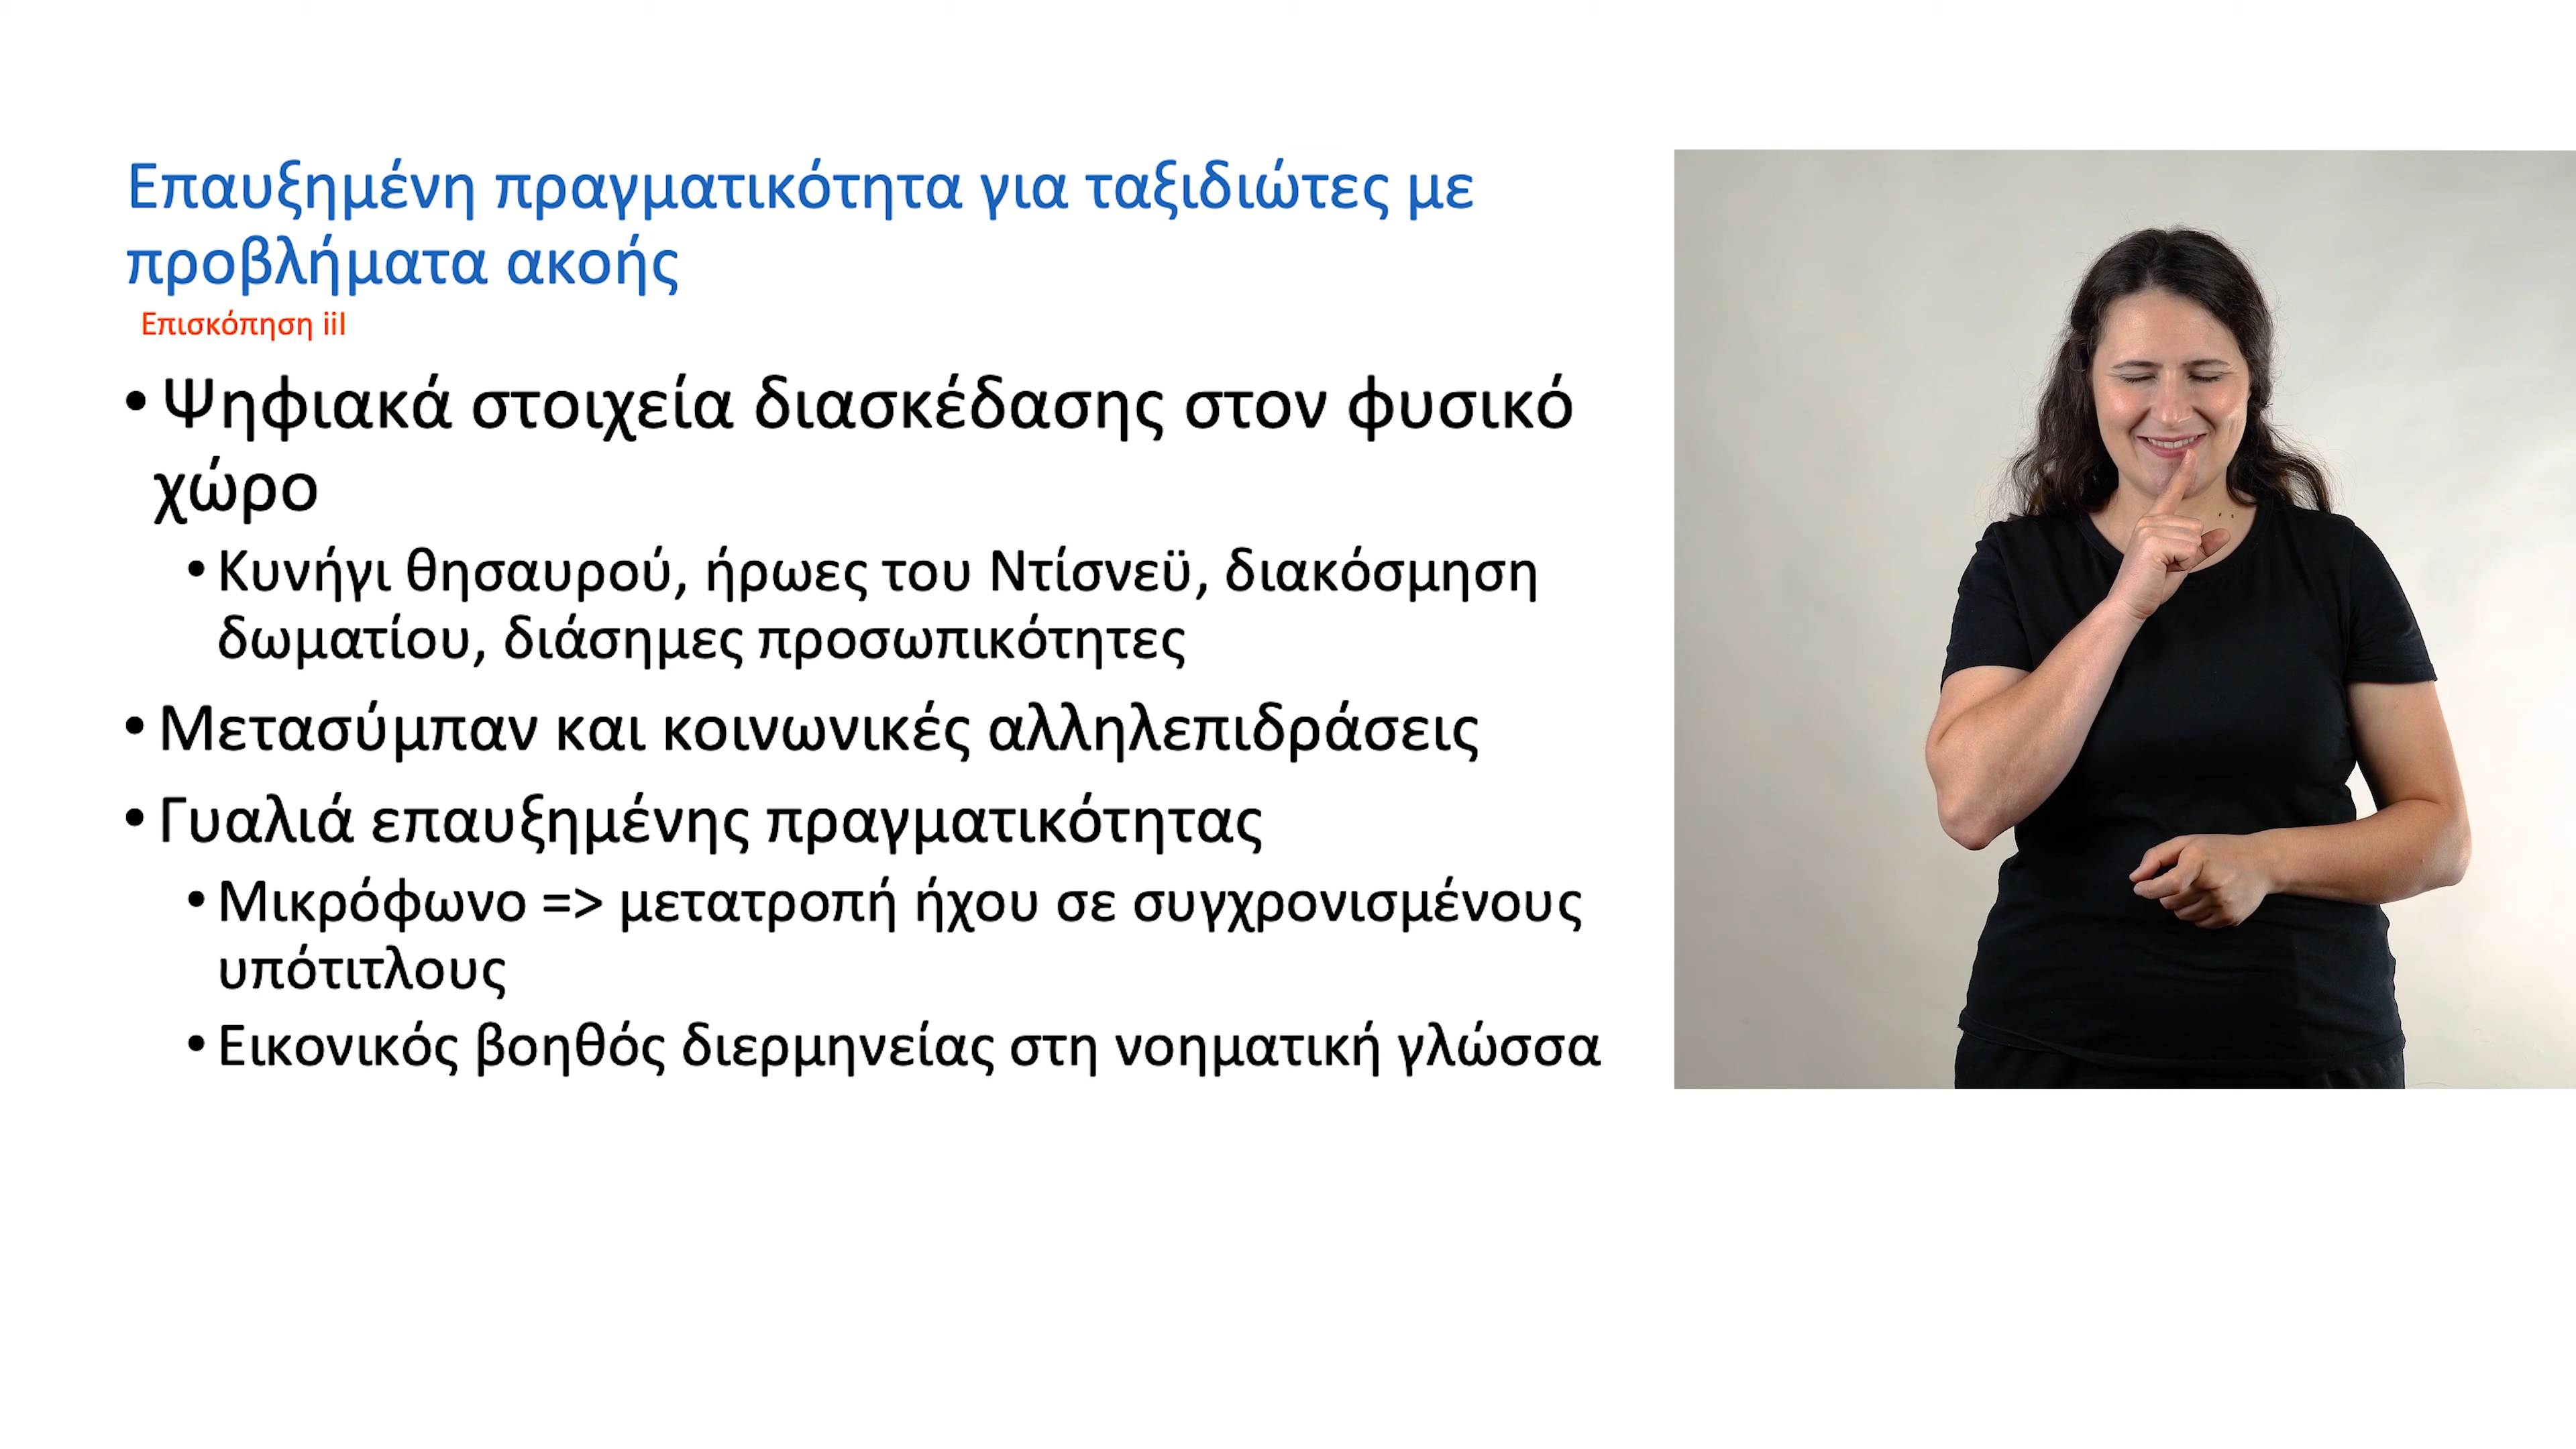 Επαυξημένη πραγματικότητα για ταξιδιώτες με
προβλήματα ακοής
Επισκόπηση iiI
• Ψηφιακά στοιχεία διασκέδασης στον φυσικό
χώρο
• Κυνήγι θησαυρού, ήρωες του Ντίσνεϋ, διακόσμηση
δωματίου, διάσημες προσωπικότητες
• Μετασύμπαν και κοινωνικές αλληλεπιδράσεις
• Γυαλιά επαυξημένης πραγματικότητας
• Μικρόφωνο => μετατροπή ήχου σε συγχρονισμένους
υπότιτλους
• Εικονικός βοηθός διερμηνείας στη νοηματική γλώσσα